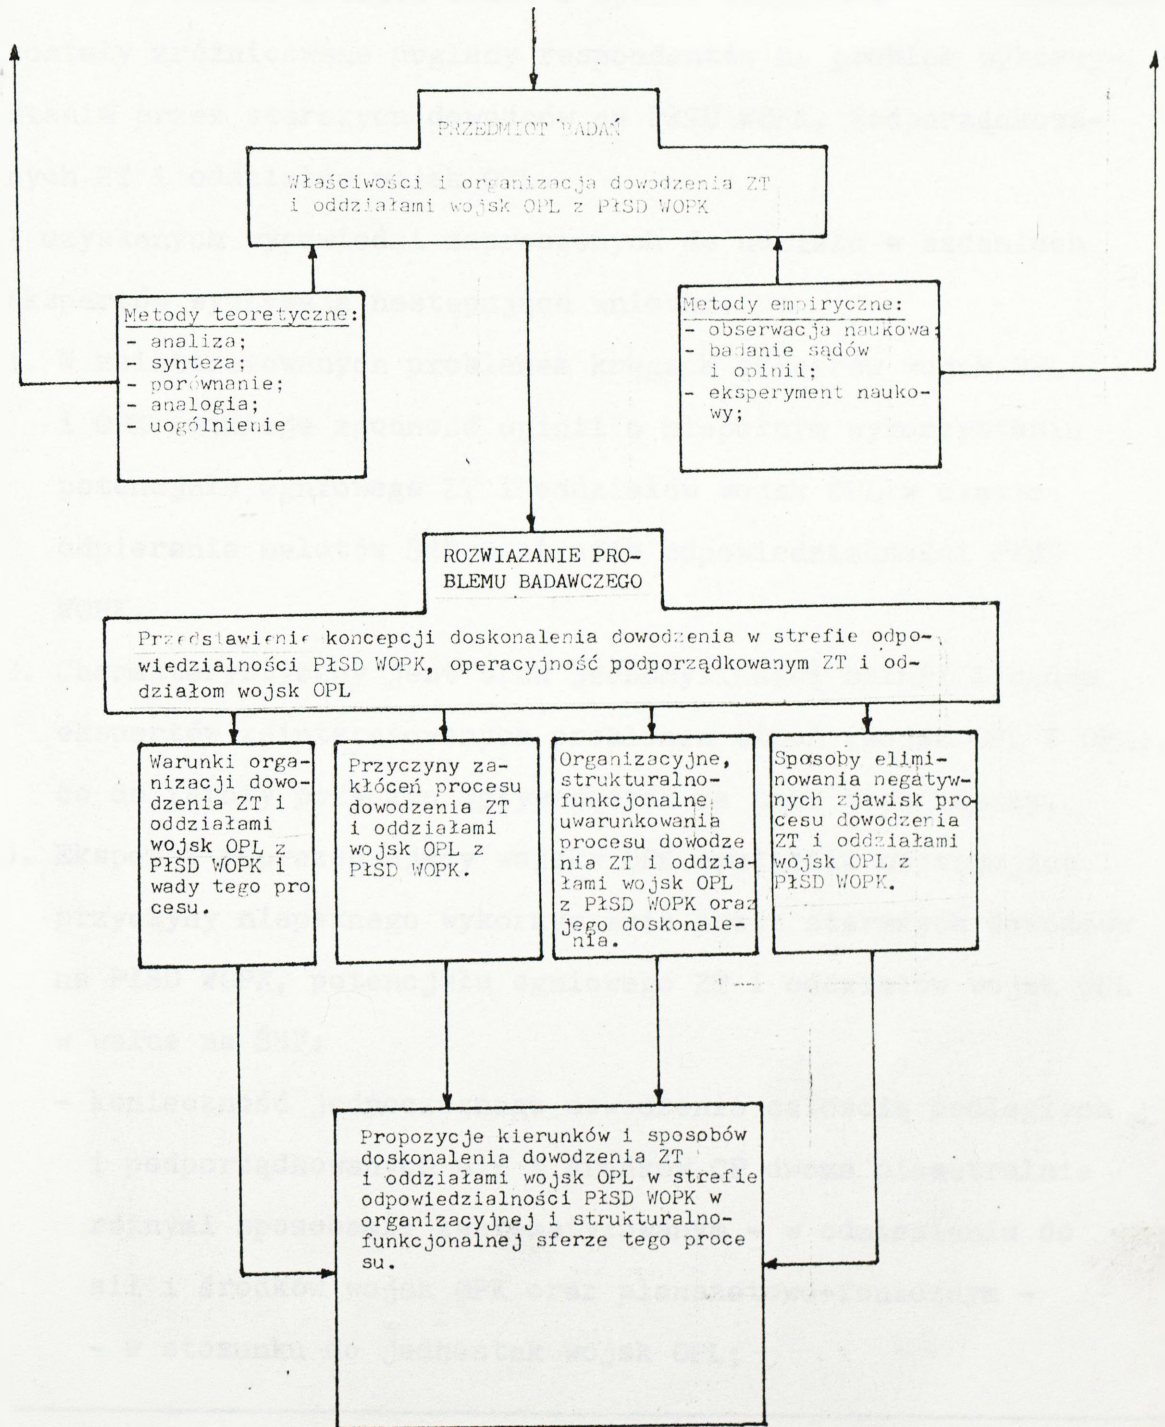 PRZEDMIOT BADAŃ
Właściwości i organizacja dowodzenia ZT
i oddziałami wojsk OPL z PŁSD WOPK
Metody teoretyczne:
- analiza;
- synteza;
- porównanie;
- analogia;
- uogólnienie
Metody empiryczne:
- obserwacja naukowa;
- badanie sądów
i opinii;
- eksperyment nauko-
wy;
ROZWIAZANIE PRO-
BLEMU BADAWCZEGO
Przedstawienie koncepcji doskonalenia dowodzenia w strefie odpo-
wiedzialności PŁSD WOPK, operacyjność podporządkowanym ZT i od-
działom wojsk OPL
Warunki orga-
nizacji dowo-
dzenia ZT i
oddziałami
wojsk OPL z
PŁSD WOPK i
wady tego pro
cesu.
Przyczyny za-
kłóceń procesu
dowodzenia ZT
i oddziałami
wojsk OPL z
PŁSD WOPK.
Organizacyjne,
strukturalno-
funkcjonalne
uwarunkowania
procesu dowodze
nia ZT i oddzia-
łami wojsk OPL
z PŁSD WOPK oraz
jego doskonale-
nia.
Sposoby elimi-
nowania negatyw-
nych zjawisk pro
cesu dowodzenia
ZT i oddziałami
wojsk OPL z
PŁSD WOPK.
Propozycje kierunków i sposobów
doskonalenia dowodzenia ZT
i oddziałami wojsk OPL w strefie
odpowiedzialności PŁSD WOPK w
organizacyjnej i strukturalno-
funkcjonalnej sferze tego proce
su.